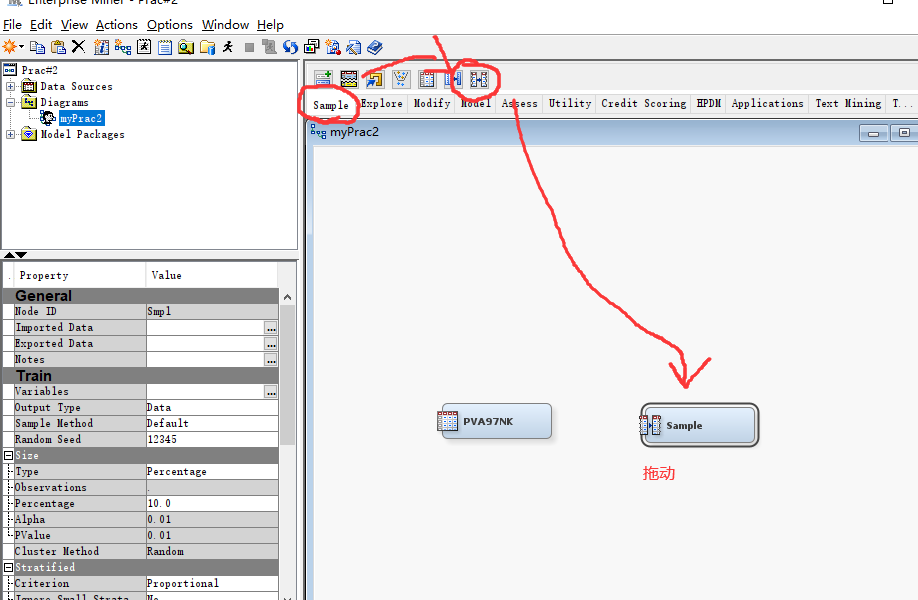 Enterprise Miner - Prac#2
File Edit View Actions Options Window Help
Prac#2
Data Sources
Diagrams
myPrac2
Model Packages
Sample Explore Modify Model Assess Utility Credit Scoring HPDM Applications Text Mining T...
myPrac2
PVA97NK
Sample
拖动
. Property Value
General
Node ID Smpl
Imported Data ...
Exported Data ...
Notes ...
Train
Variables ...
Output Type Data
Sample Method Default
Random Seed 12345
Size
Type Percentage
Observations .
Percentage 10.0
Alpha 0.01
PValue 0.01
Cluster Method Random
Stratified
Criterion Proportional
Ignore Small Strata No